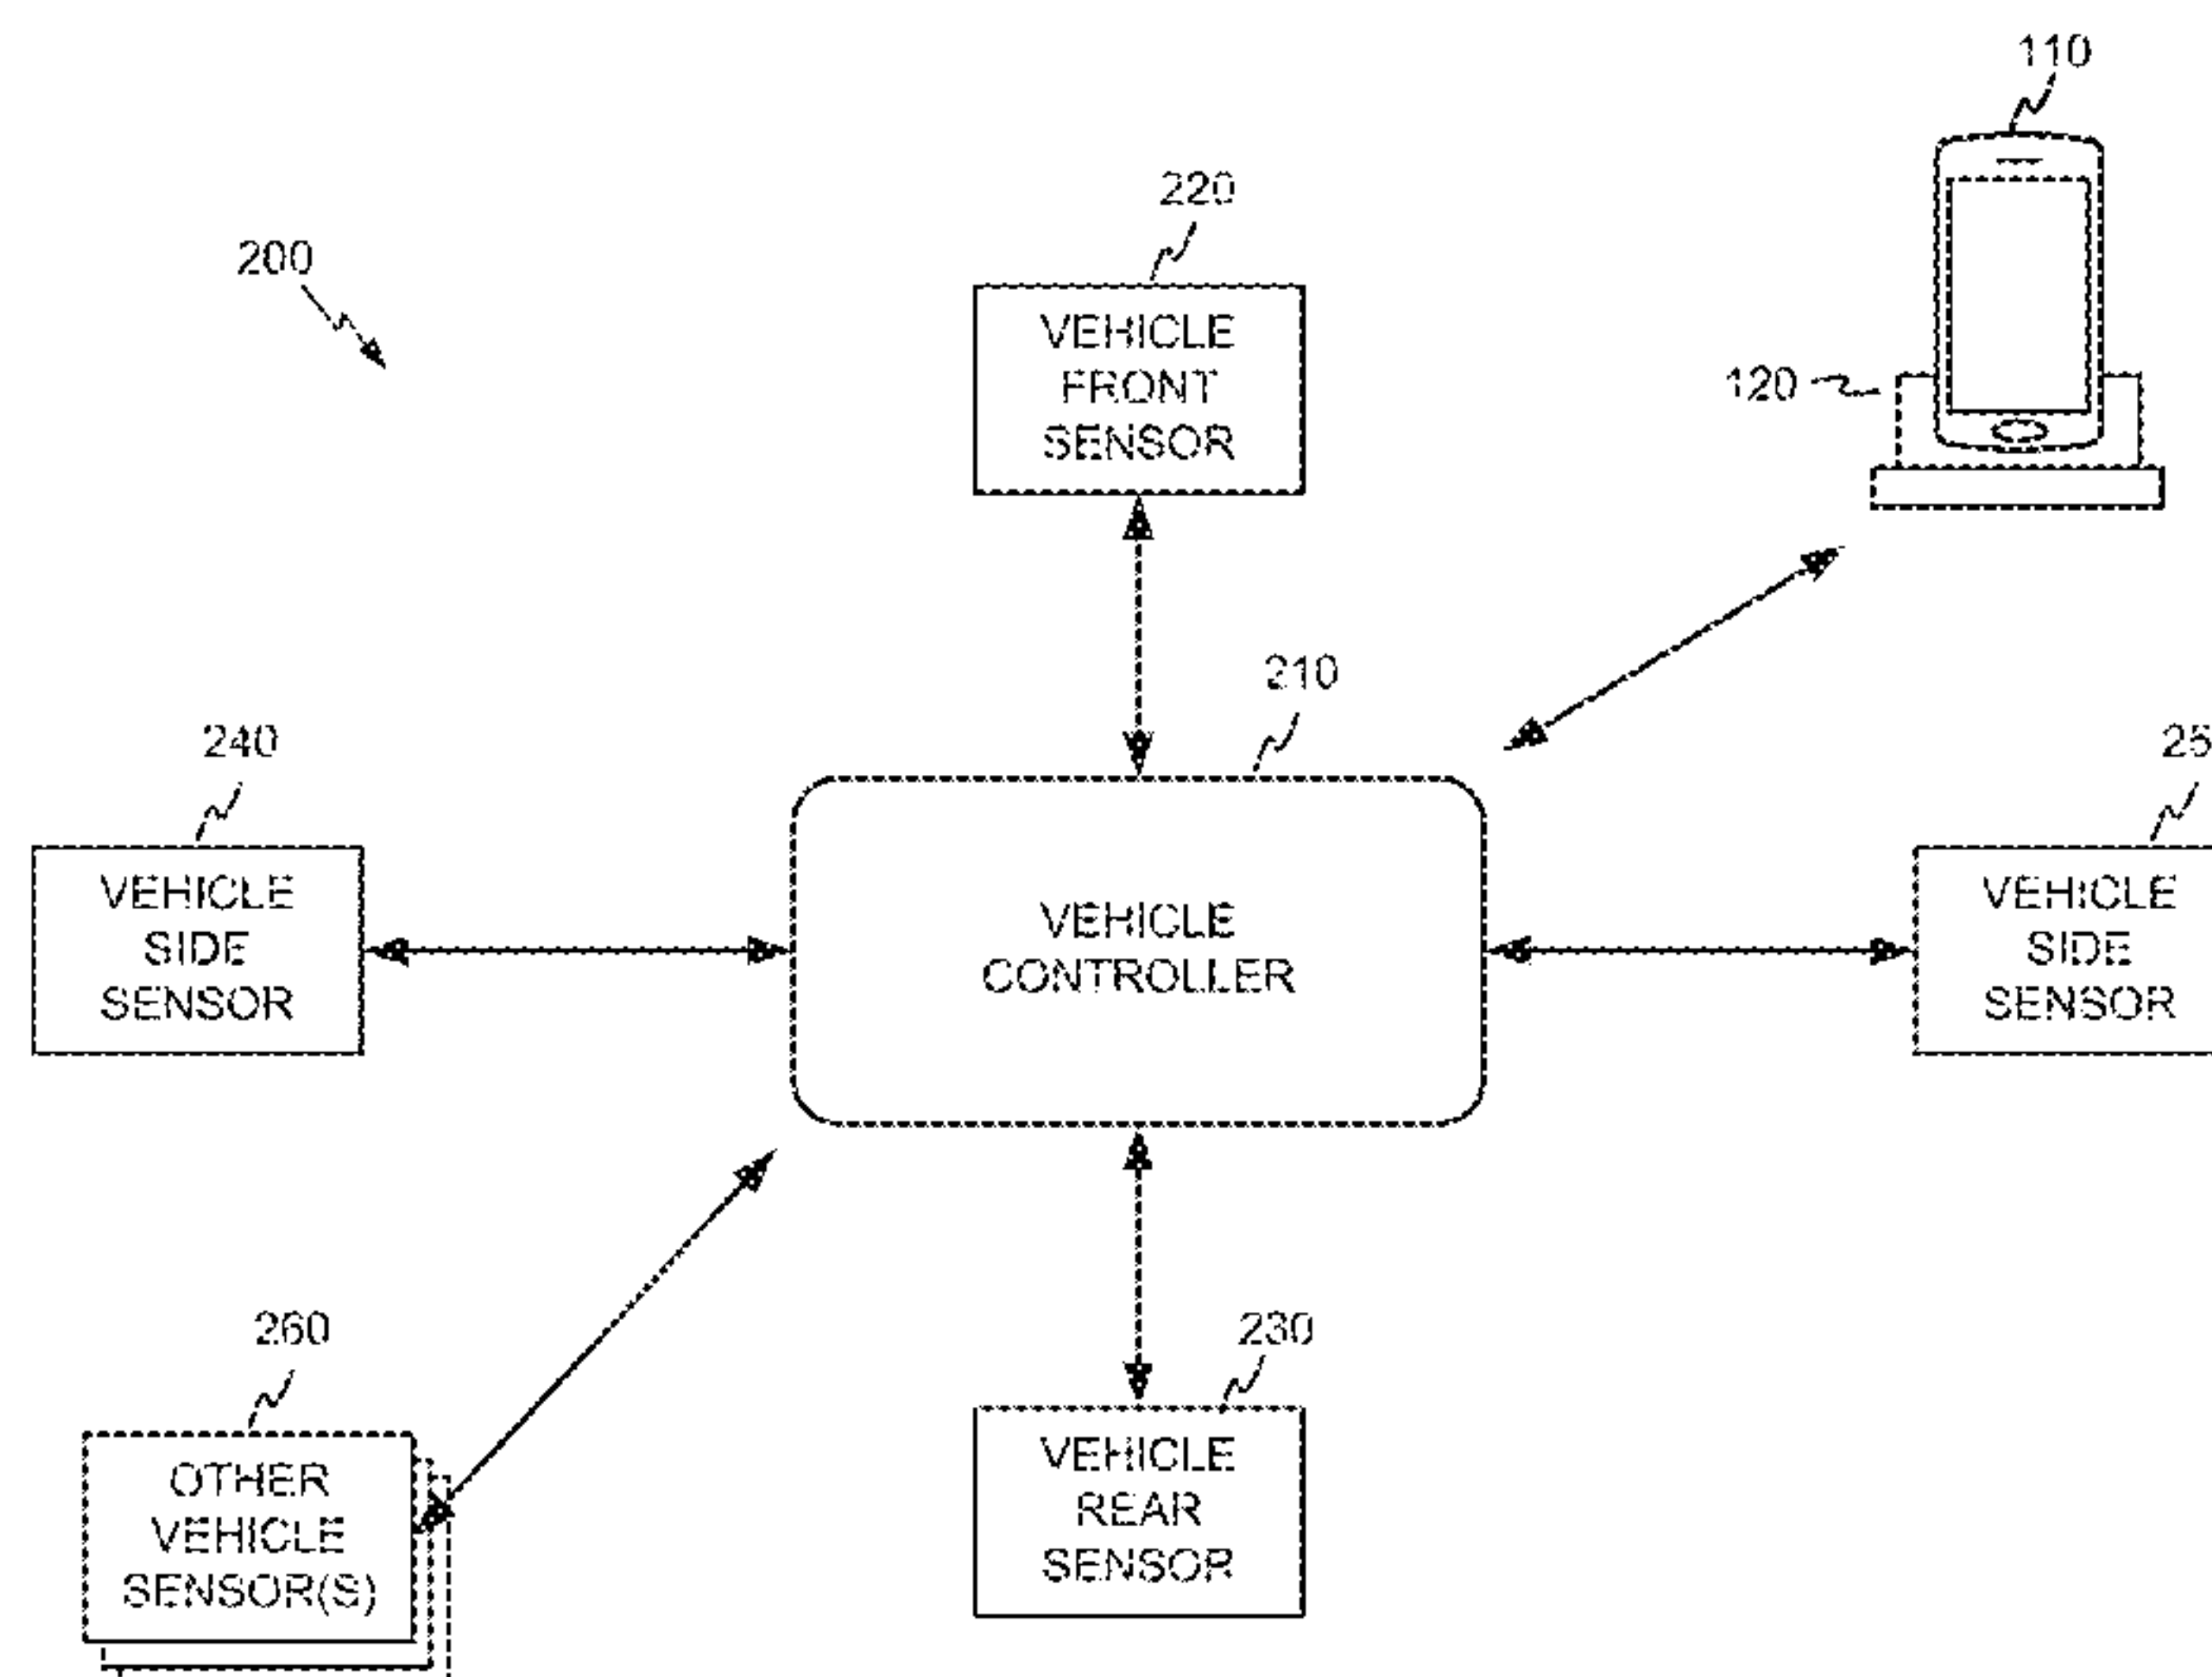 110
220
200
VEHICLE
FRONT
SENSOR
120
210
240
25
VEHICLE
SIDE
SENSOR
VEHICLE
CONTROLLER
VEHICLE
SIDE
SENSOR
260
230
OTHER
VEHICLE
SENSOR(S)
VEHICLE
REAR
SENSOR